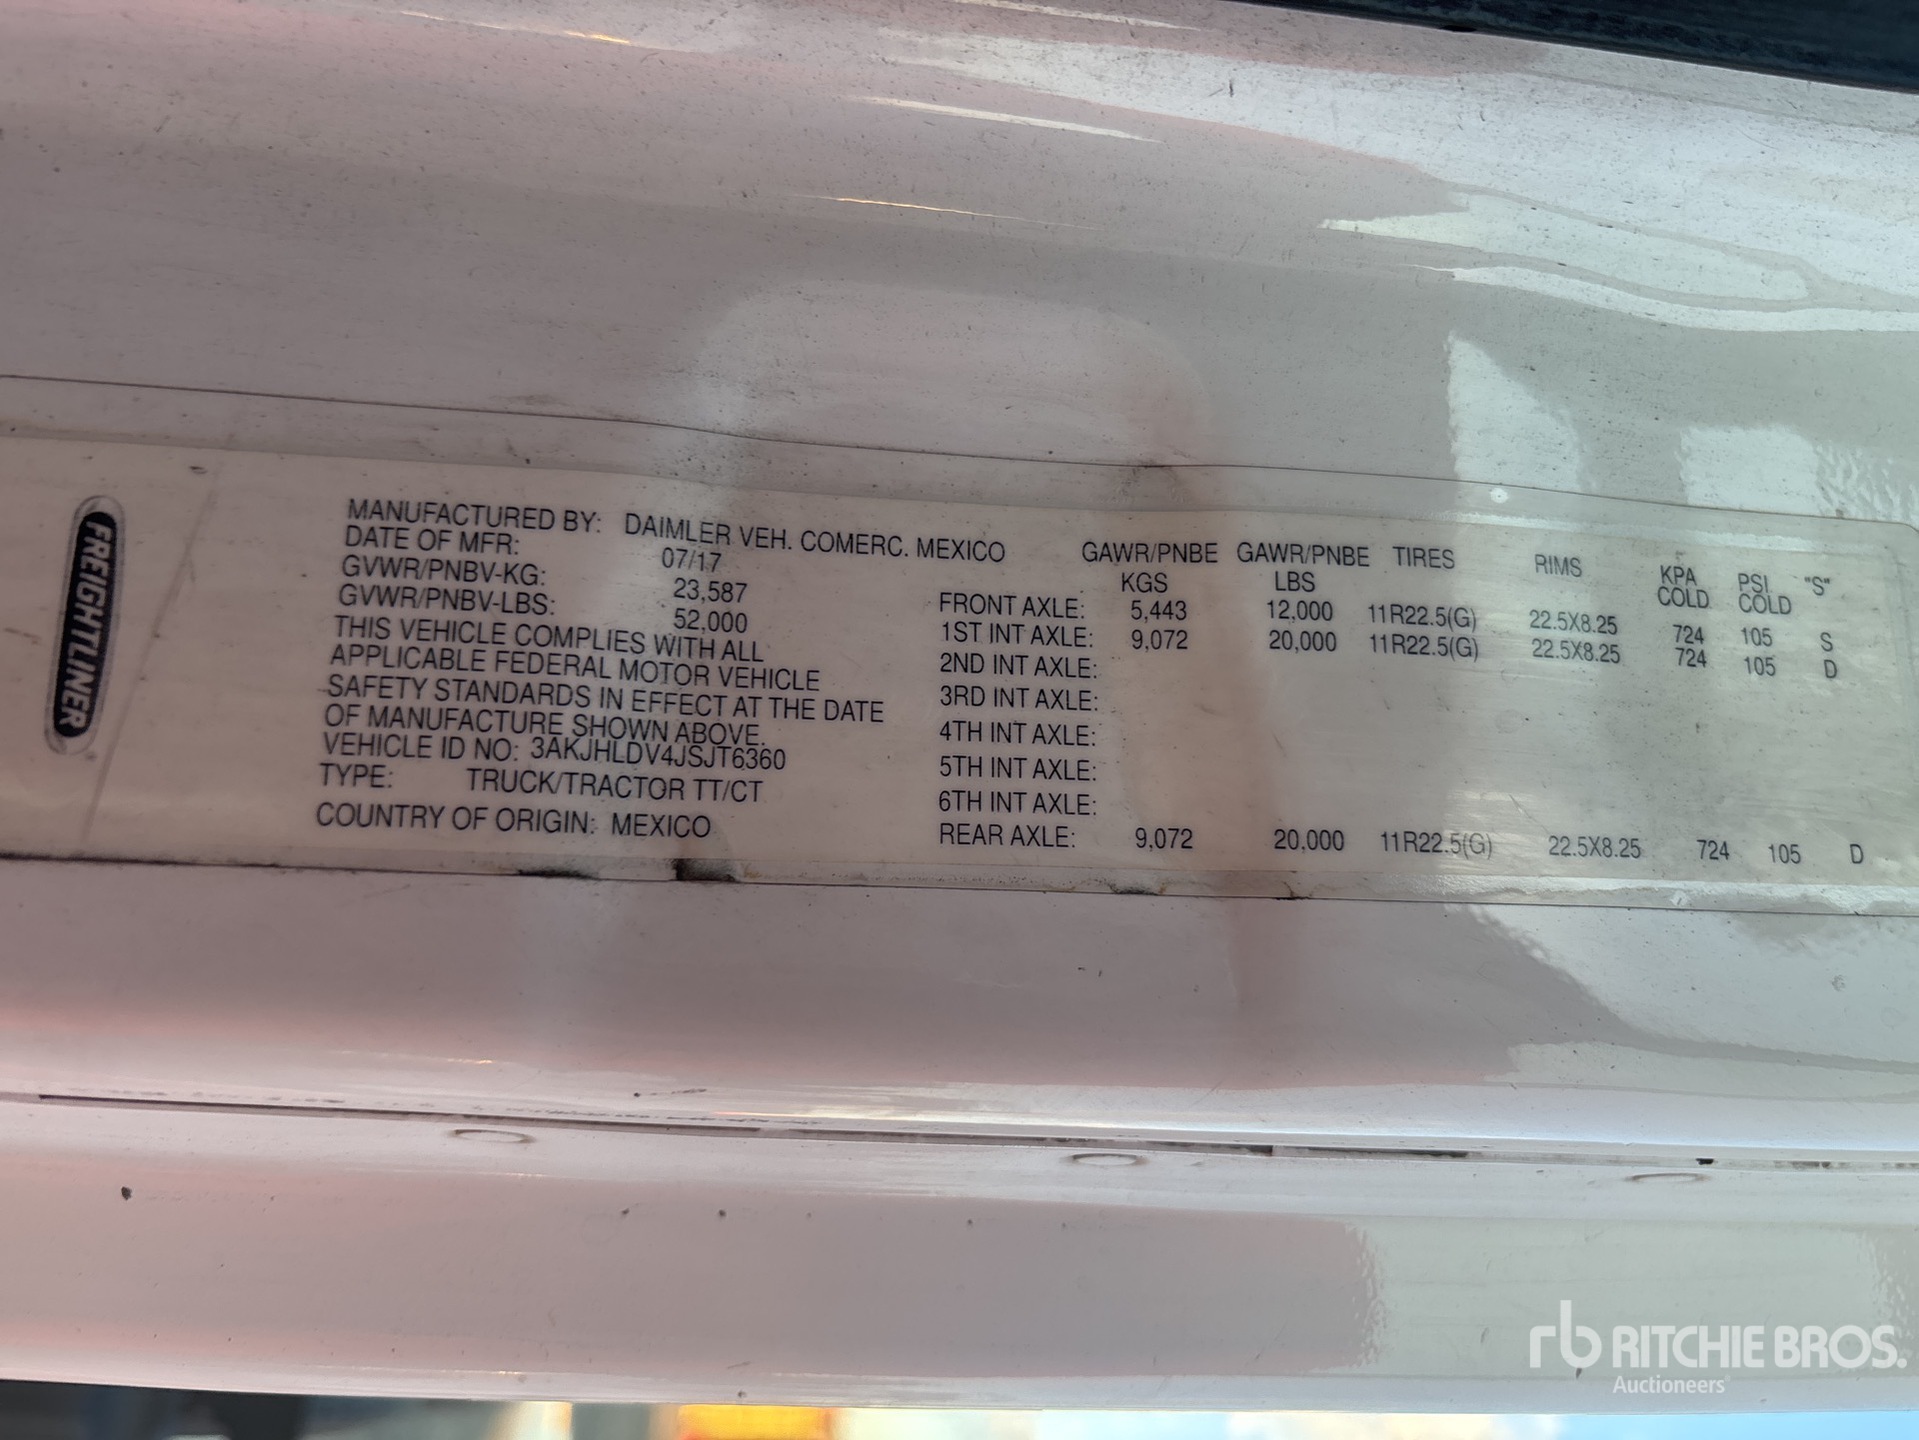 FREIGHTLINER
MANUFACTURED BY: DAIMLER VEH. COMERC. MEXICO
DATE OF MFR: 07/17
GVWR/PNBV-KG: 23,587
GVWR/PNBV-LBS: 52,000
THIS VEHICLE COMPLIES WITH ALL
APPLICABLE FEDERAL MOTOR VEHICLE
SAFETY STANDARDS IN EFFECT AT THE DATE
OF MANUFACTURE SHOWN ABOVE.
VEHICLE ID NO: 3AKJHLDV4JSJT6360
TYPE: TRUCK/TRACTOR TT/CT
COUNTRY OF ORIGIN: MEXICO
GAWR/PNBE GAWR/PNBE TIRES RIMS KPA PSI "S"
KGS LBS COLD COLD
FRONT AXLE: 5,443 12,000 11R22.5(G) 22.5X8.25 724 105 S
1ST INT AXLE: 9,072 20,000 11R22.5(G) 22.5X8.25 724 105 D
2ND INT AXLE:
3RD INT AXLE:
4TH INT AXLE:
5TH INT AXLE:
6TH INT AXLE:
REAR AXLE: 9,072 20,000 11R22.5(G) 22.5X8.25 724 105 D
rb RITCHIE BROS.
Auctioneers